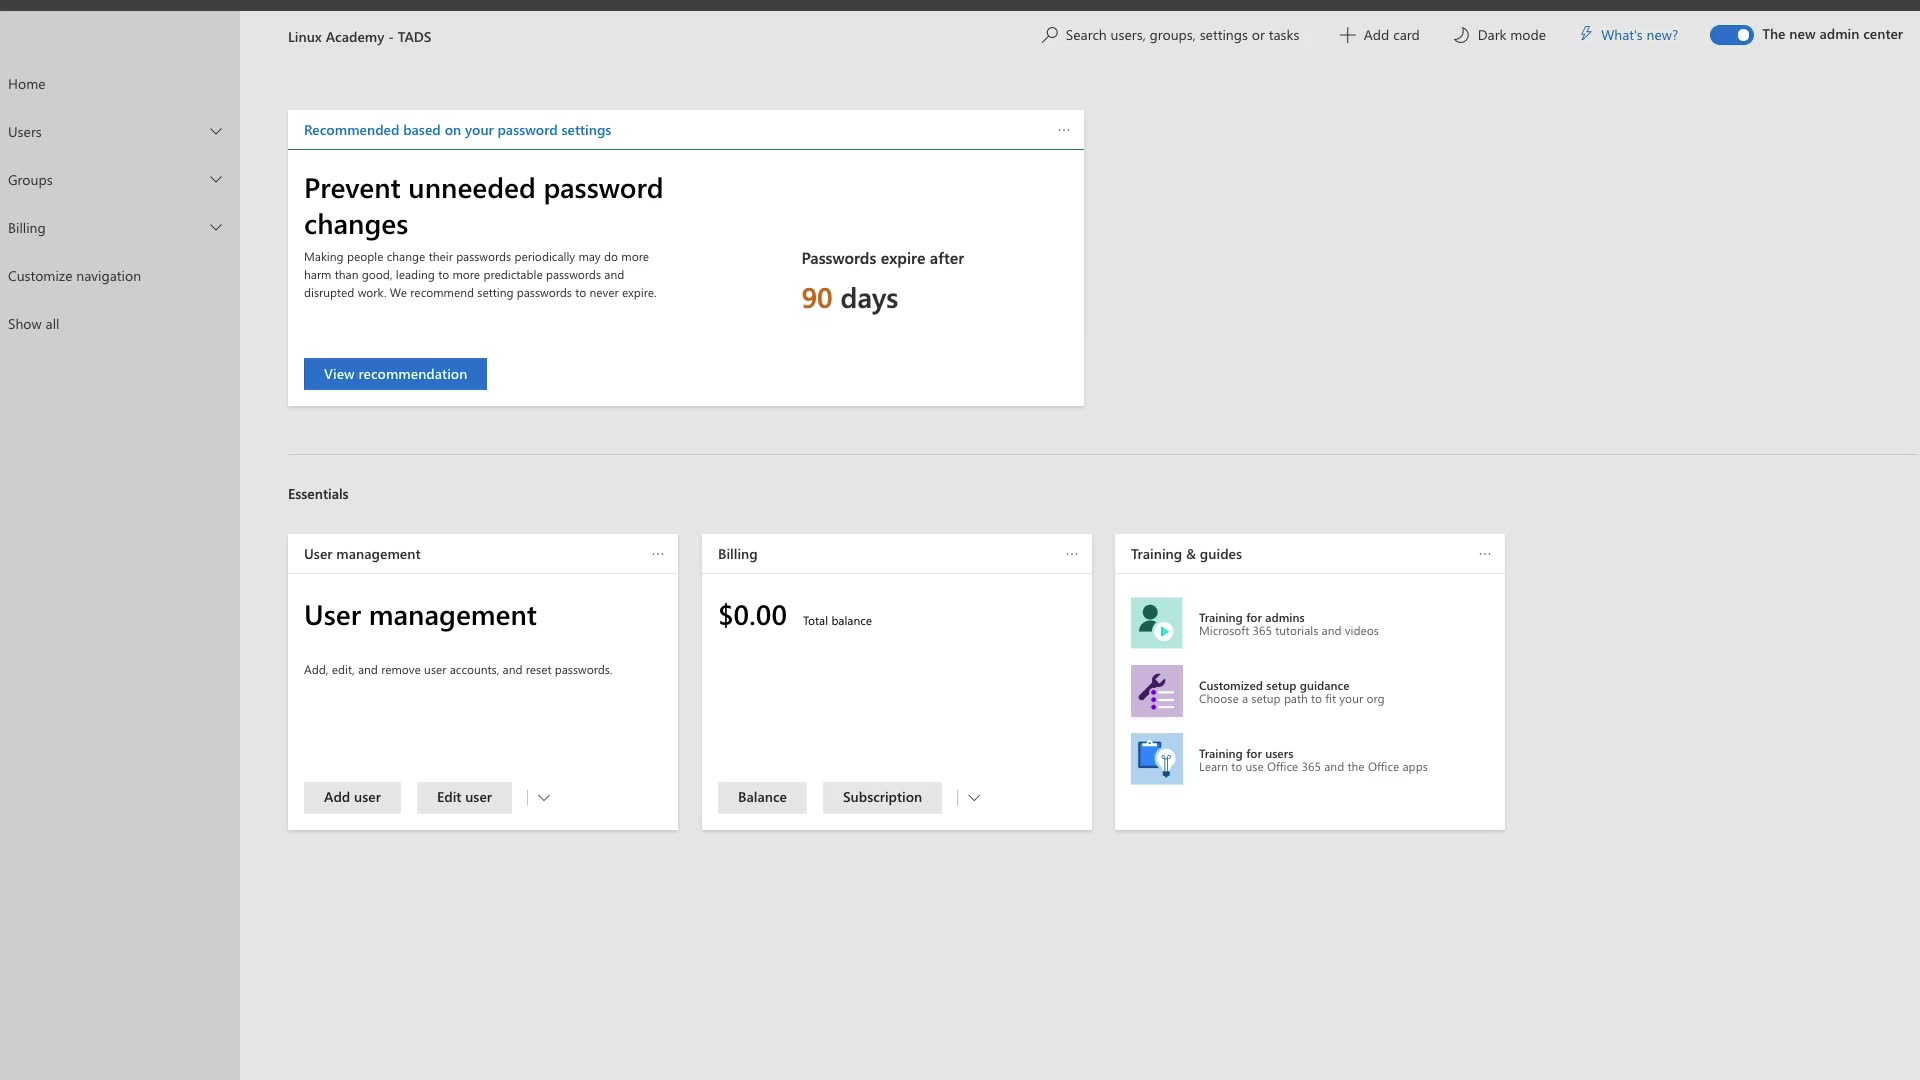 Linux Academy - TADS
Search users, groups, settings or tasks
Add card
Dark mode
What's new?
The new admin center
Home
Users
Groups
Billing
Customize navigation
Show all
Recommended based on your password settings
Prevent unneeded password
changes
Making people change their passwords periodically may do more
harm than good, leading to more predictable passwords and
disrupted work. We recommend setting passwords to never expire.
Passwords expire after
90 days
View recommendation
Essentials
User management
User management
Add, edit, and remove user accounts, and reset passwords.
Add user
Edit user
Billing
$0.00 Total balance
Balance
Subscription
Training & guides
Training for admins
Microsoft 365 tutorials and videos
Customized setup guidance
Choose a setup path to fit your org
Training for users
Learn to use Office 365 and the Office apps